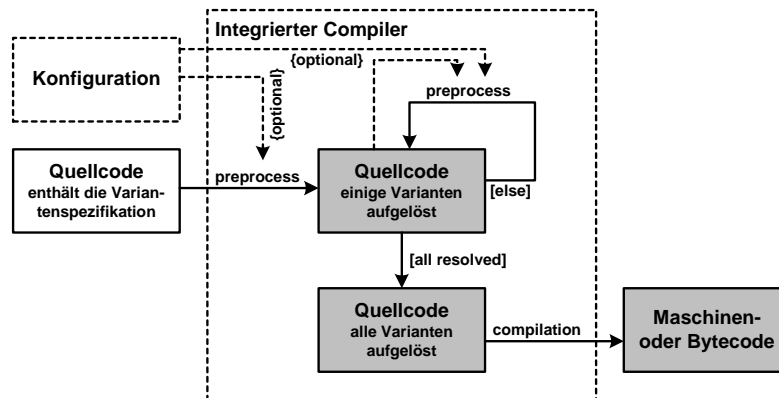 Integrierter Compiler
{optional}
Konfiguration
{optional}
preprocess
Quellcode
enthält die Varian-
tenspezifikation
preprocess
Quellcode
einige Varianten
aufgelöst
[else]
[all resolved]
Quellcode
alle Varianten
aufgelöst
compilation
Maschinen-
oder Bytecode